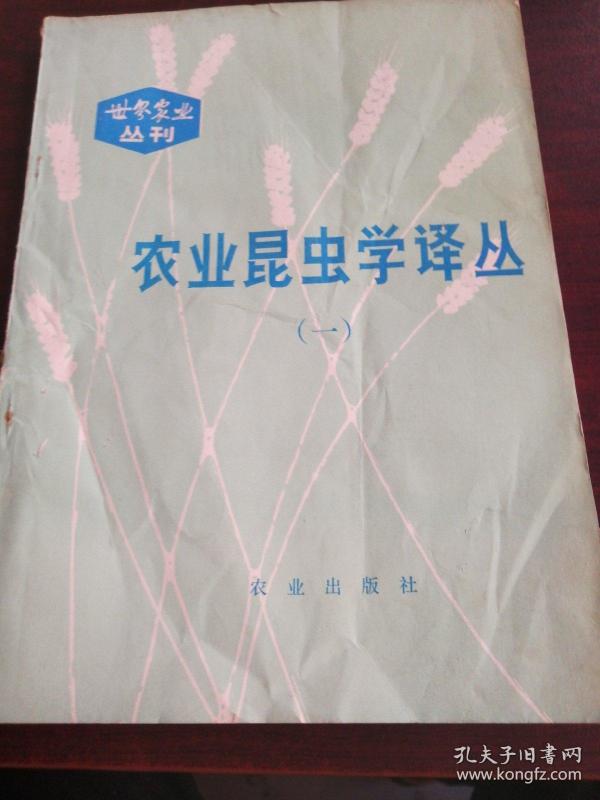 世界农业
丛刊
农业昆虫学译丛
(一)
农业出版社
孔夫子旧书网
www.kongfz.com